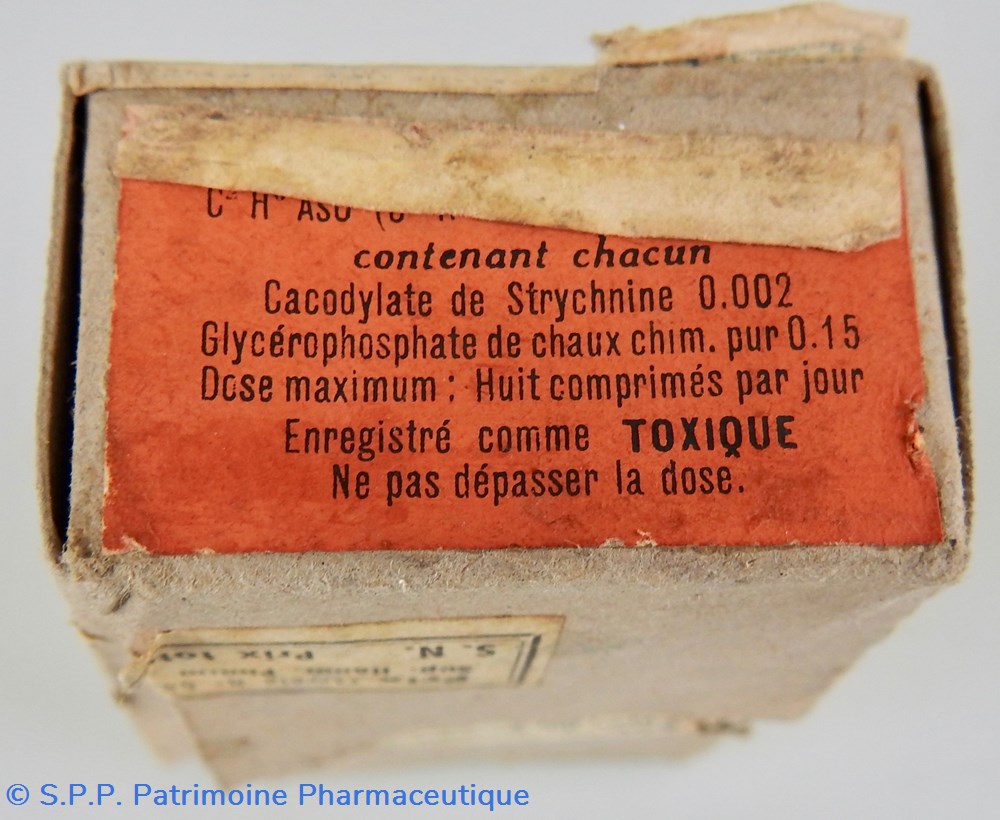 contenant chacun
Cacodylate de Strychnine 0.002
Glycérophosphate de chaux chim. pur 0.15
Dose maximum : Huit comprimés par jour
Enregistré comme TOXIQUE
Ne pas dépasser la dose.
S. N.
Prix
© S.P.P. Patrimoine Pharmaceutique